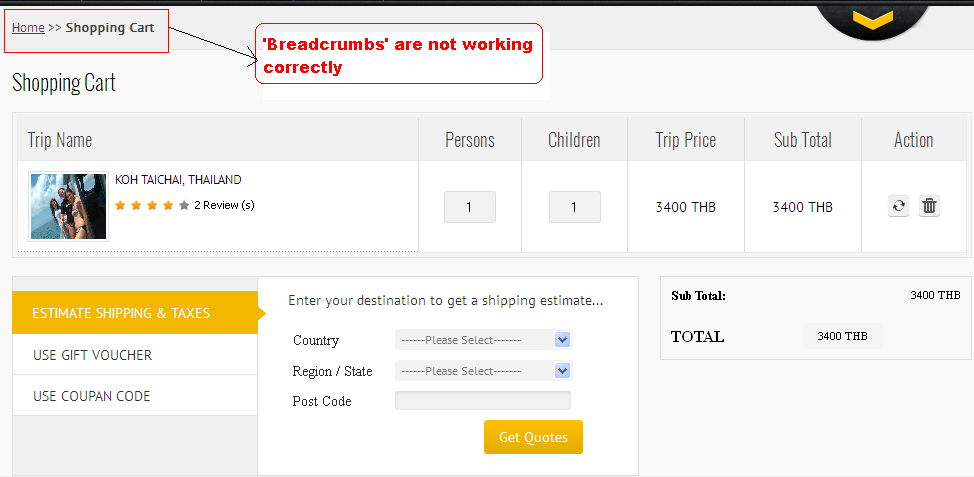 Home >> Shopping Cart
'Breadcrumbs' are not working
correctly
Shopping Cart
Trip Name Persons Children Trip Price Sub Total Action
KOH TAICHAI, THAILAND
2 Review (s)
1 1 3400 THB 3400 THB
ESTIMATE SHIPPING & TAXES
USE GIFT VOUCHER
USE COUPAN CODE
Enter your destination to get a shipping estimate...
Country ------Please Select-------
Region / State ------Please Select-------
Post Code
Get Quotes
Sub Total: 3400 THB
TOTAL 3400 THB